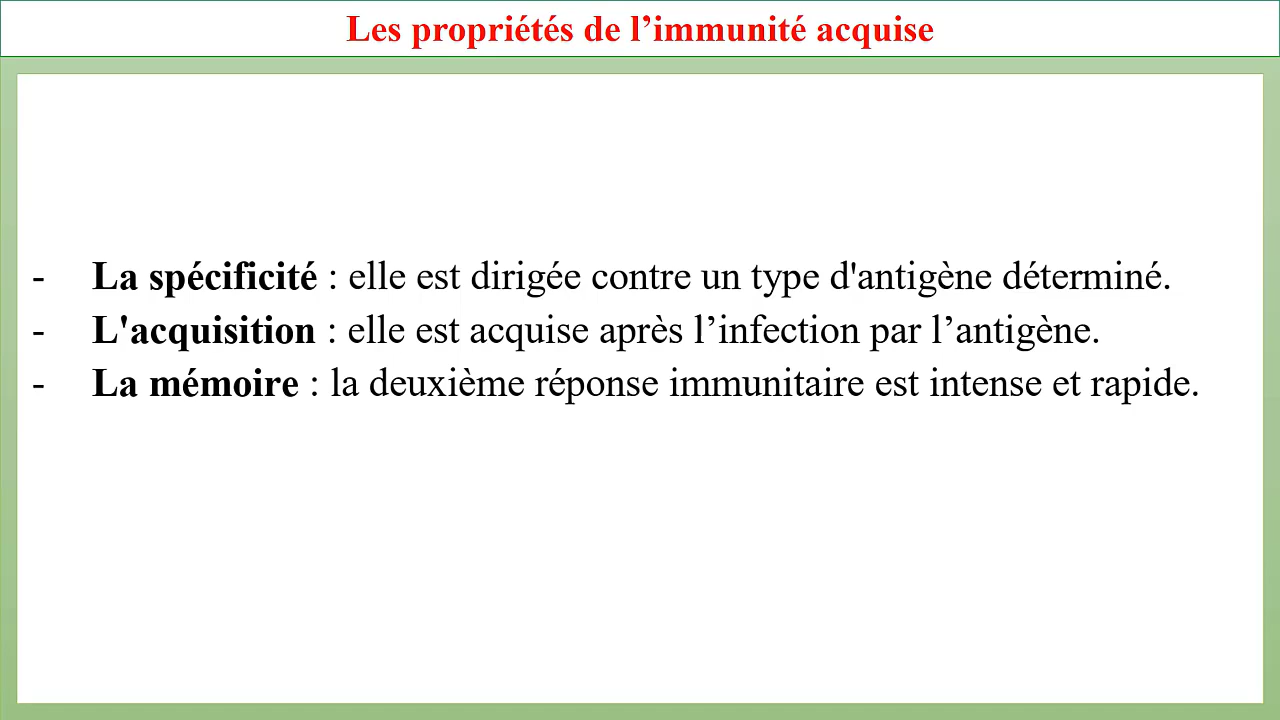 Les propriétés de l’immunité acquise
- La spécificité : elle est dirigée contre un type d'antigène déterminé.
- L'acquisition : elle est acquise après l’infection par l’antigène.
- La mémoire : la deuxième réponse immunitaire est intense et rapide.